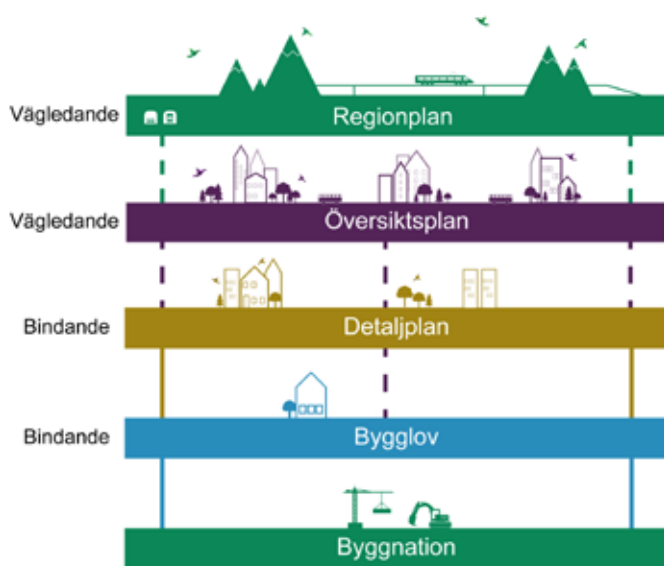 Vägledande
Regionplan
Vägledande
Översiktsplan
Bindande
Detaljplan
Bindande
Bygglov
Byggnation